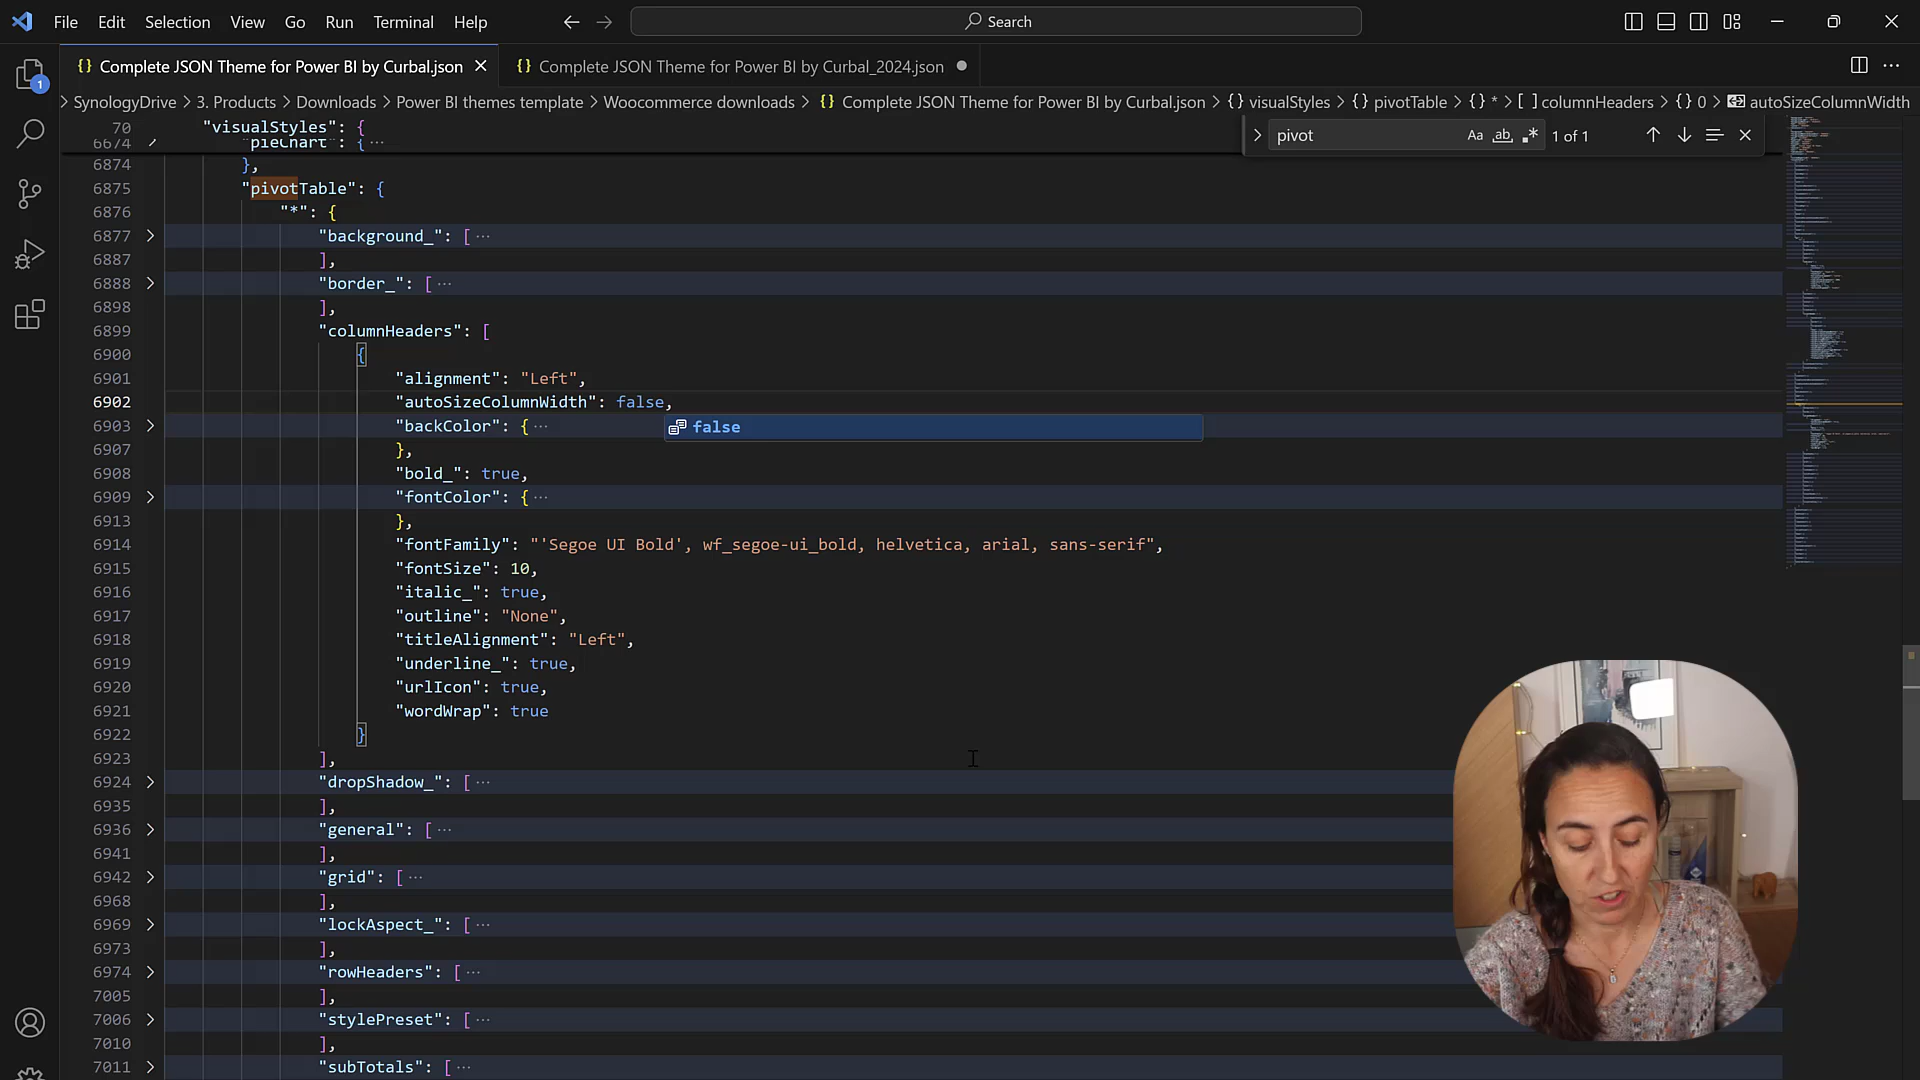 File Edit Selection View Go Run Terminal Help
Search
{} Complete JSON Theme for Power BI by Curbal.json
{} Complete JSON Theme for Power BI by Curbal_2024.json
> SynologyDrive > 3. Products > Downloads > Power BI themes template > Woocommerce downloads > {} Complete JSON Theme for Power BI by Curbal.json > {} visualStyles > {} pivotTable > {} * > [ ] columnHeaders > {} 0 > autoSizeColumnWidth
pivot Aa ab .* 1 of 1
70 "visualStyles": {
6674 "pieChart": {···
6874 },
6875 "pivotTable": {
6876 "*": {
6877 "background_": [···
6887 ],
6888 "border_": [···
6898 ],
6899 "columnHeaders": [
6900 {
6901 "alignment": "Left",
6902 "autoSizeColumnWidth": false,
6903 "backColor": {···
false
6907 },
6908 "bold_": true,
6909 "fontColor": {···
6913 },
6914 "fontFamily": "'Segoe UI Bold', wf_segoe-ui_bold, helvetica, arial, sans-serif",
6915 "fontSize": 10,
6916 "italic_": true,
6917 "outline": "None",
6918 "titleAlignment": "Left",
6919 "underline_": true,
6920 "urlIcon": true,
6921 "wordWrap": true
6922 }
6923 ],
6924 "dropShadow_": [···
6935 ],
6936 "general": [···
6941 ],
6942 "grid": [···
6968 ],
6969 "lockAspect_": [···
6973 ],
6974 "rowHeaders": [···
7005 ],
7006 "stylePreset": [···
7010 ],
7011 "subTotals": [···
1